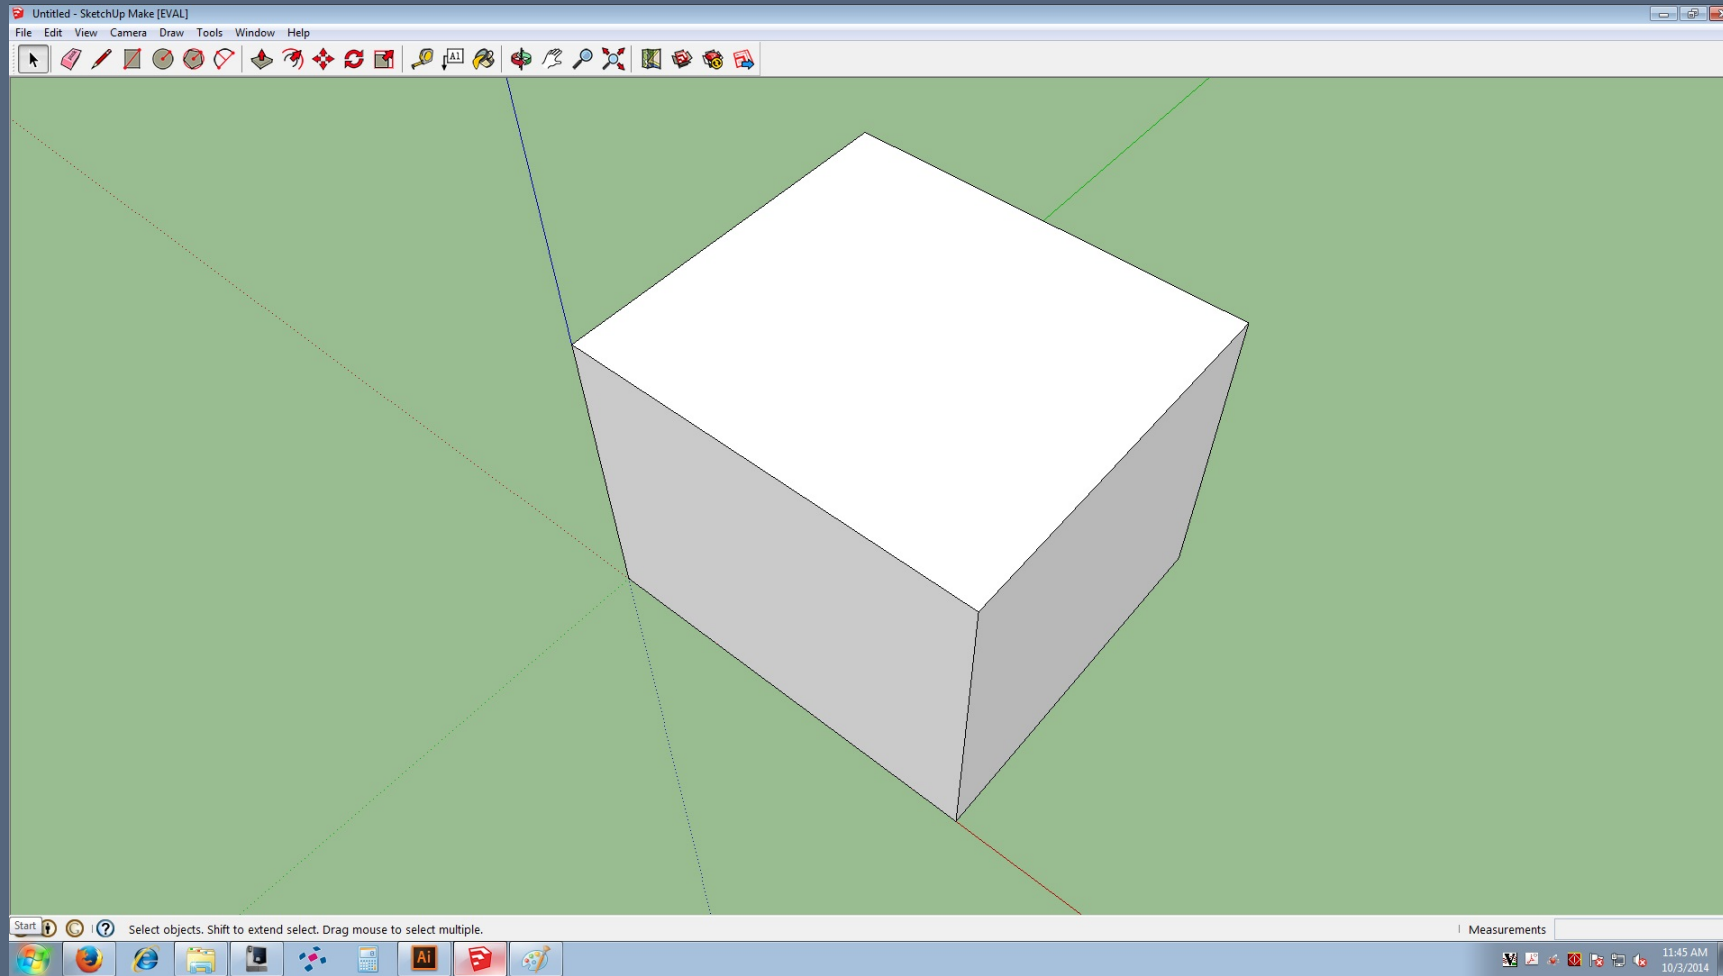 Untitled - SketchUp Make [EVAL]
File Edit View Camera Draw Tools Window Help
A1
Start
Select objects. Shift to extend select. Drag mouse to select multiple.
Measurements
Ai
11:45 AM
10/3/2014